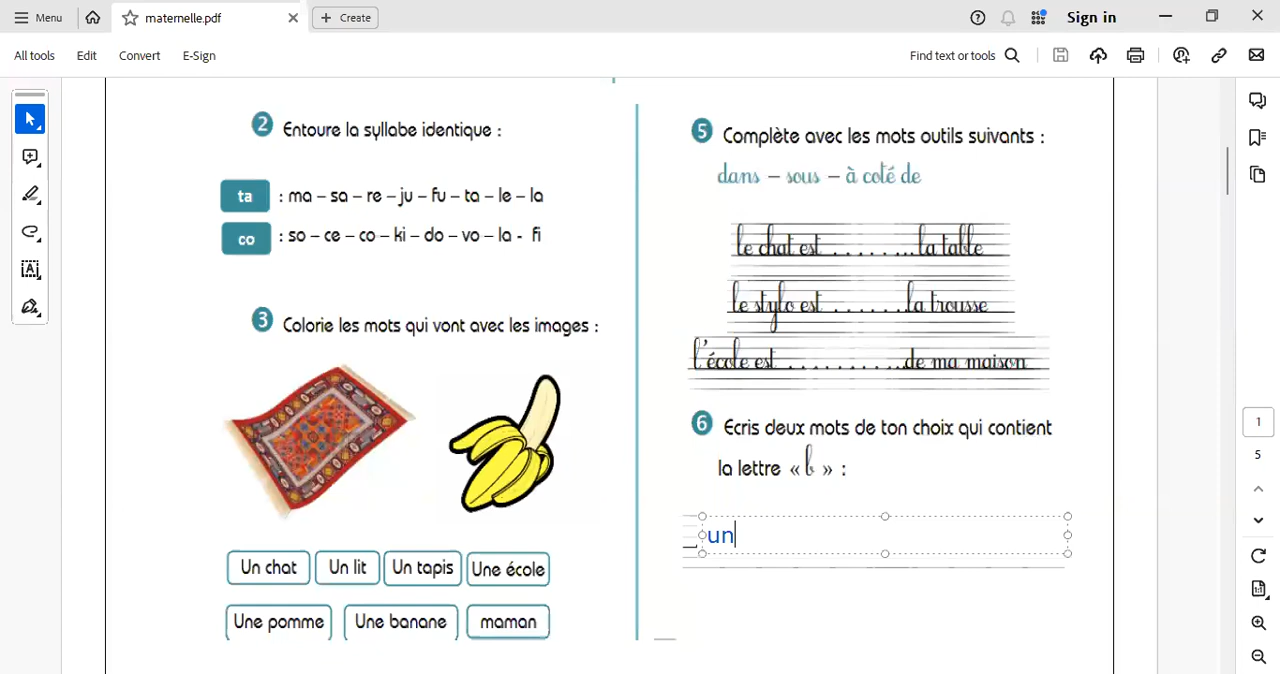 Menu
maternelle.pdf
Create
Sign in
All tools
Edit
Convert
E-Sign
Find text or tools
2 Entoure la syllabe identique :
ta : ma – sa – re – ju – fu – ta – le – la
co : so – ce – co – ki – do – vo – la - fi
3 Colorie les mots qui vont avec les images :
Un chat
Un lit
Un tapis
Une école
Une pomme
Une banane
maman
5 Complète avec les mots outils suivants :
dans – sous – à coté de
le chat est ........la table
le stylo est .......la trousse
l'école est ..........de ma maison
6 Ecris deux mots de ton choix qui contient
la lettre « b » :
un
1
5